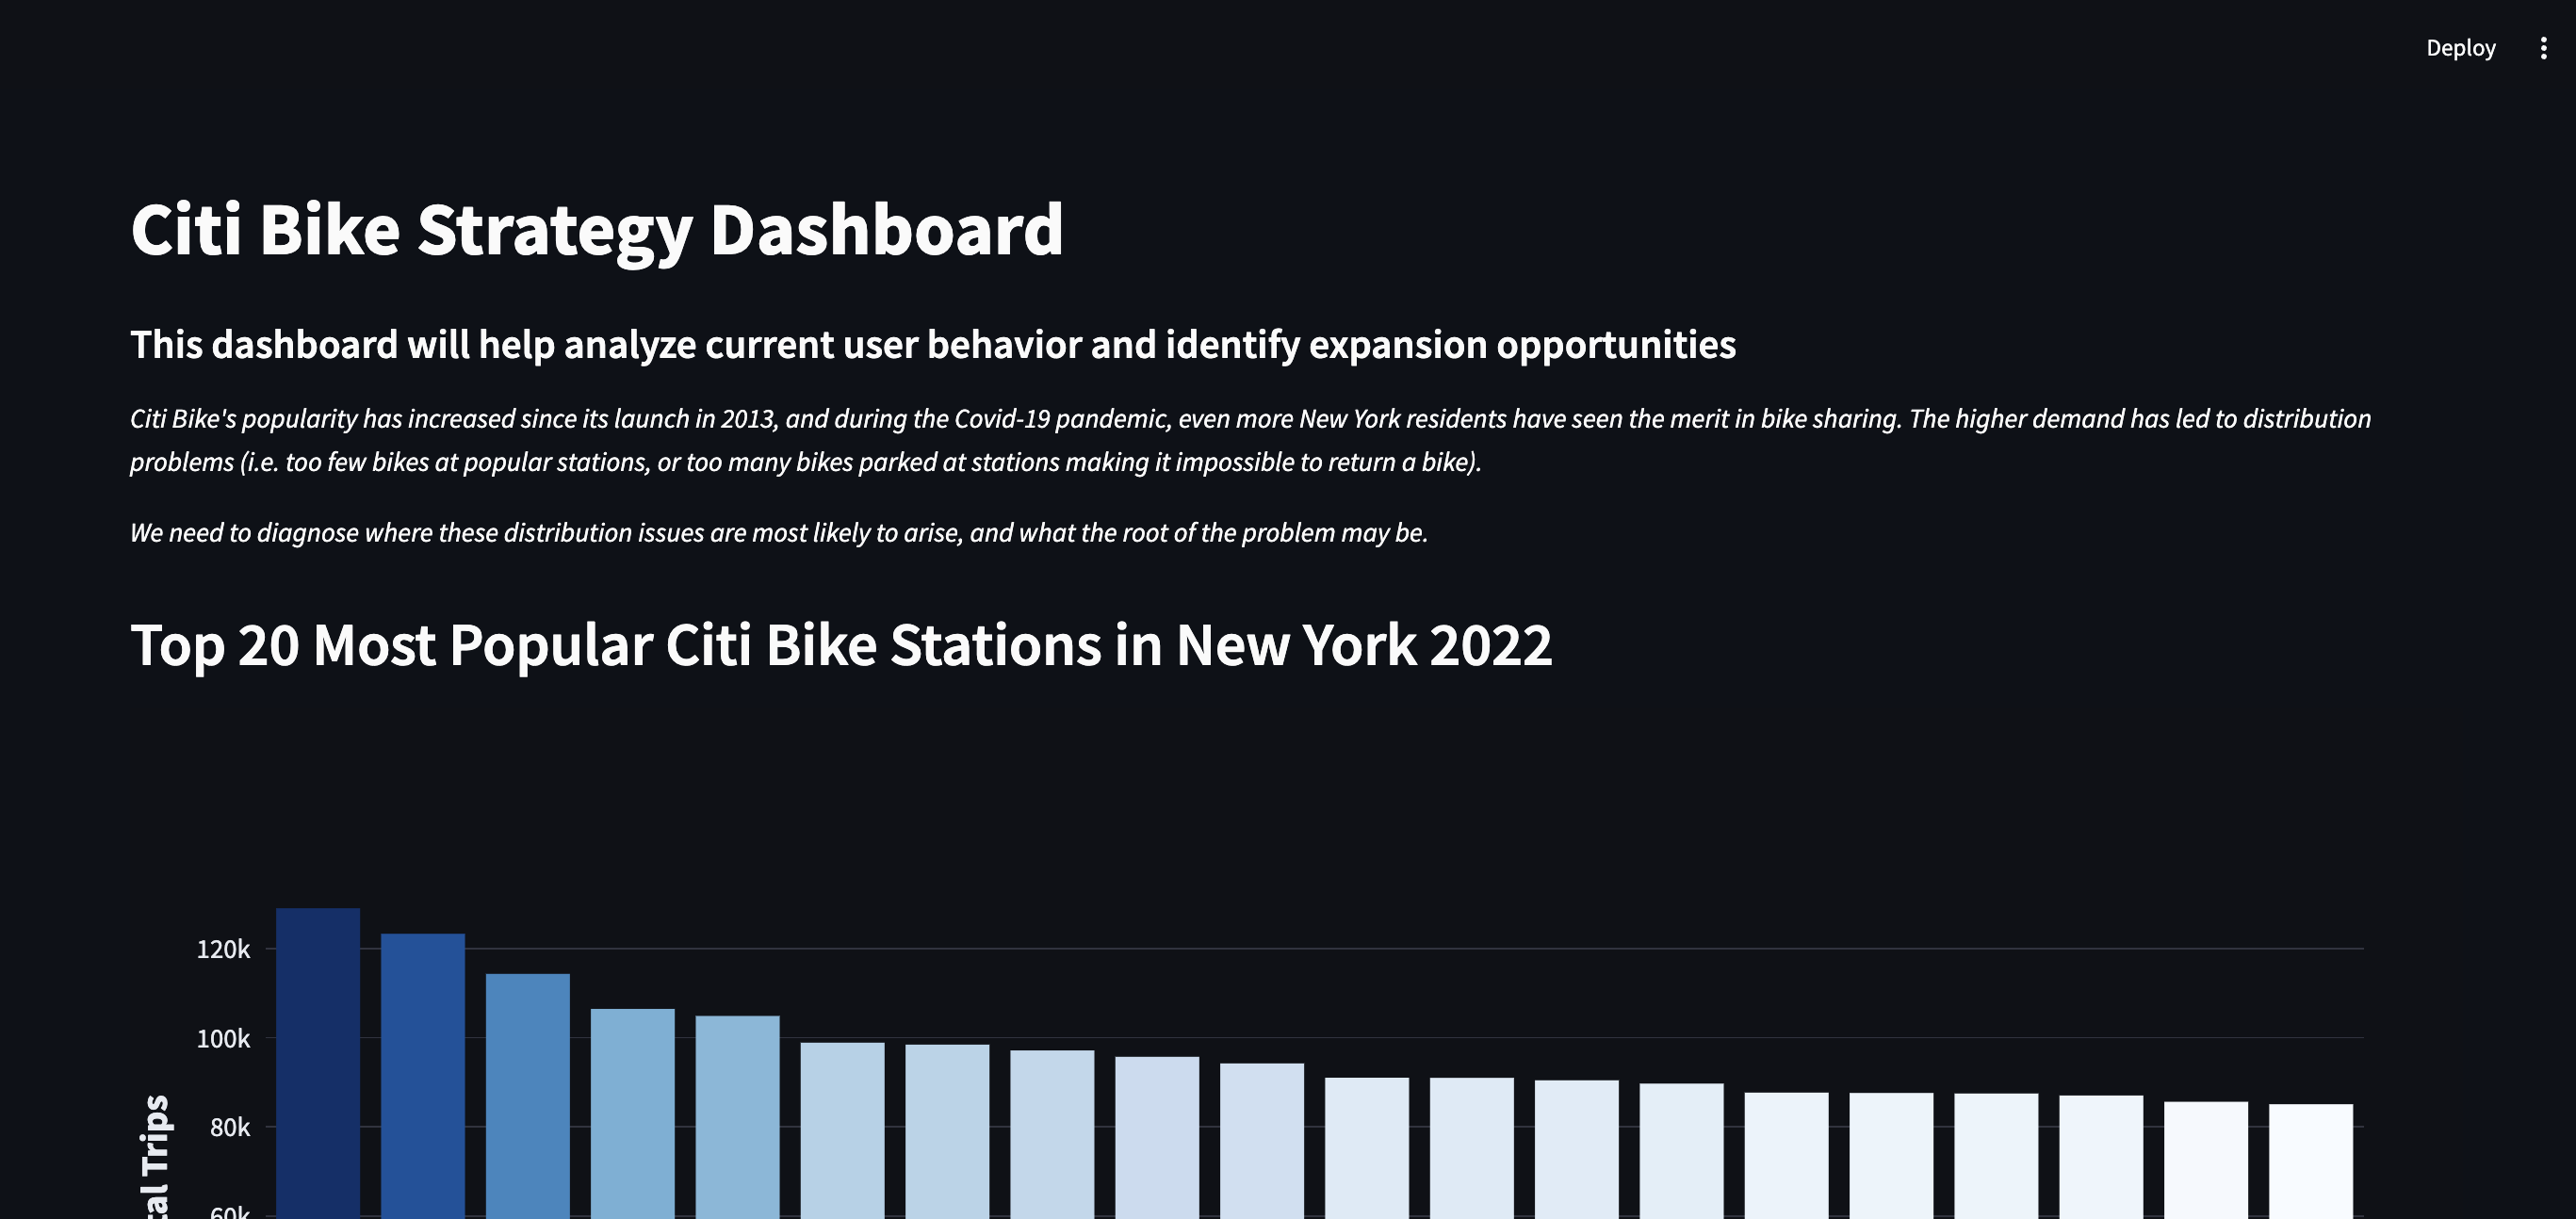 Deploy
Citi Bike Strategy Dashboard
This dashboard will help analyze current user behavior and identify expansion opportunities
Citi Bike's popularity has increased since its launch in 2013, and during the Covid-19 pandemic, even more New York residents have seen the merit in bike sharing. The higher demand has led to distribution
problems (i.e. too few bikes at popular stations, or too many bikes parked at stations making it impossible to return a bike).
We need to diagnose where these distribution issues are most likely to arise, and what the root of the problem may be.
Top 20 Most Popular Citi Bike Stations in New York 2022
120k
100k
80k
60k
Trips